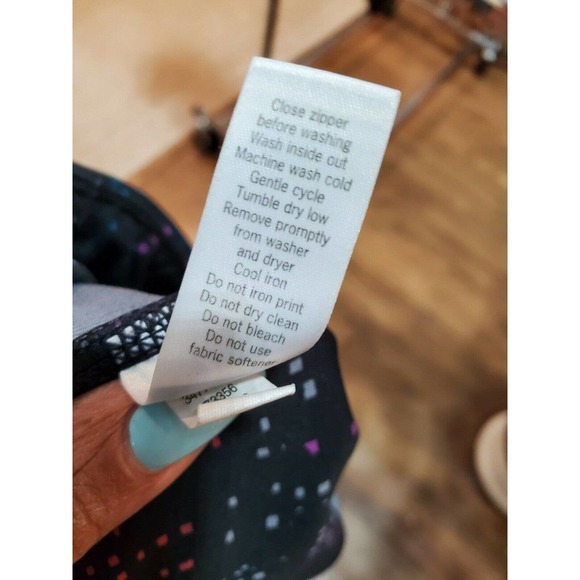 Close zipper
before washing
Wash inside out
Machine wash cold
Gentle cycle
Tumble dry low
Remove promptly
from washer
and dryer
Cool iron
Do not iron print
Do not dry clean
Do not bleach
Do not use
fabric softener
73356